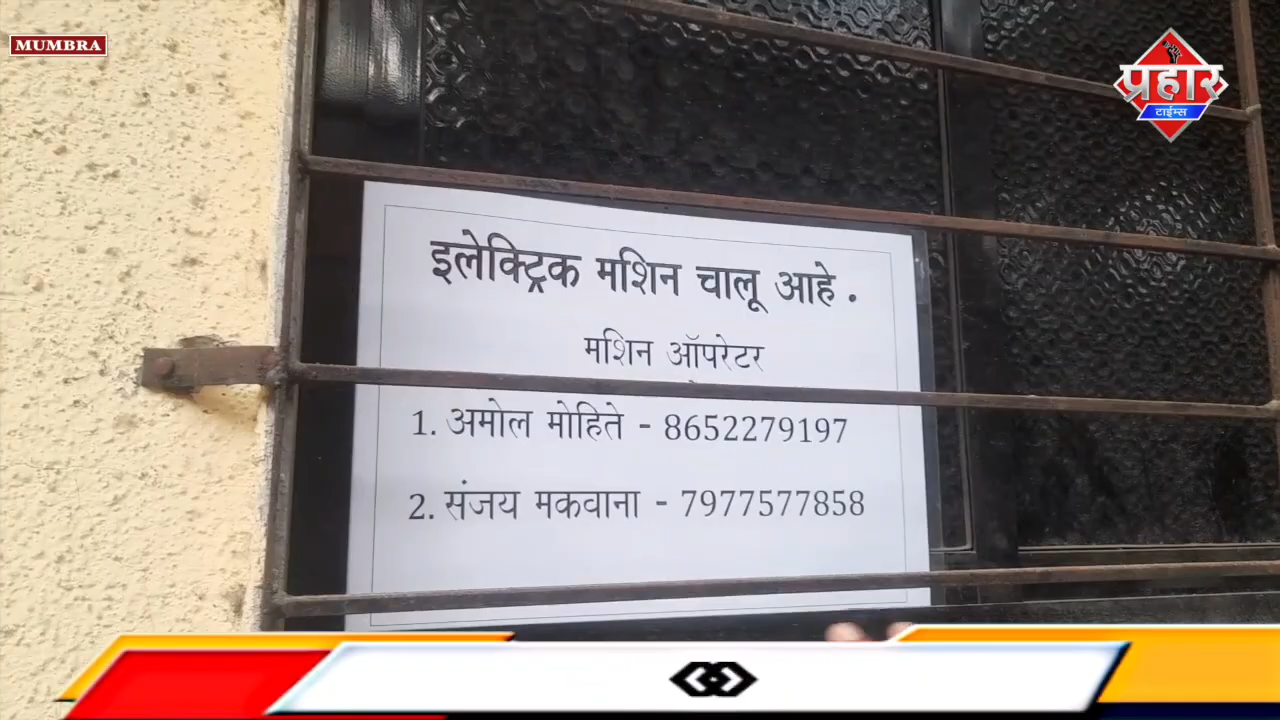 MUMBRA
प्रहार
टाईम्स
इलेक्ट्रिक मशिन चालू आहे .
मशिन ऑपरेटर
1. अमोल मोहिते - 8652279197
2. संजय मकवाना - 7977577858